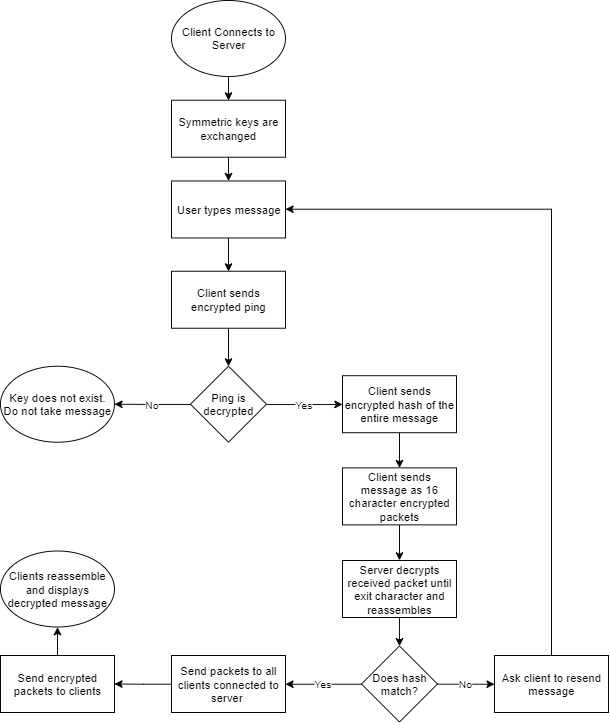 Client Connects to
Server
Symmetric keys are
exchanged
User types message
Client sends
encrypted ping
Key does not exist.
Do not take message
No
Ping is
decrypted
Yes
Client sends
encrypted hash of the
entire message
Client sends
message as 16
character encrypted
packets
Server decrypts
received packet until
exit character and
reassembles
Clients reassemble
and displays
decrypted message
Send encrypted
packets to clients
Send packets to all
clients connected to
server
Yes
Does hash
match?
No
Ask client to resend
message